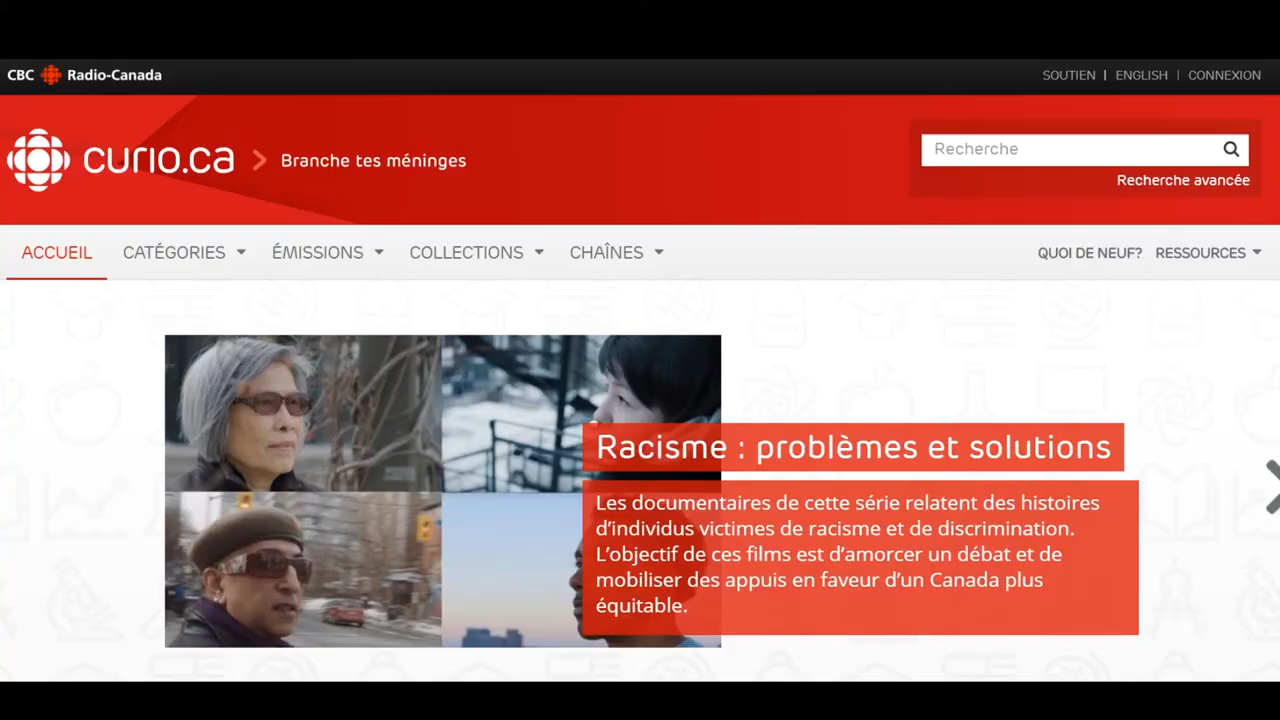 CBC Radio-Canada
SOUTIEN | ENGLISH | CONNEXION
curio.ca > Branche tes méninges
Recherche
Recherche avancée
ACCUEIL CATÉGORIES ÉMISSIONS COLLECTIONS CHAÎNES QUOI DE NEUF? RESSOURCES
Racisme : problèmes et solutions
Les documentaires de cette série relatent des histoires
d'individus victimes de racisme et de discrimination.
L'objectif de ces films est d'amorcer un débat et de
mobiliser des appuis en faveur d'un Canada plus
équitable.